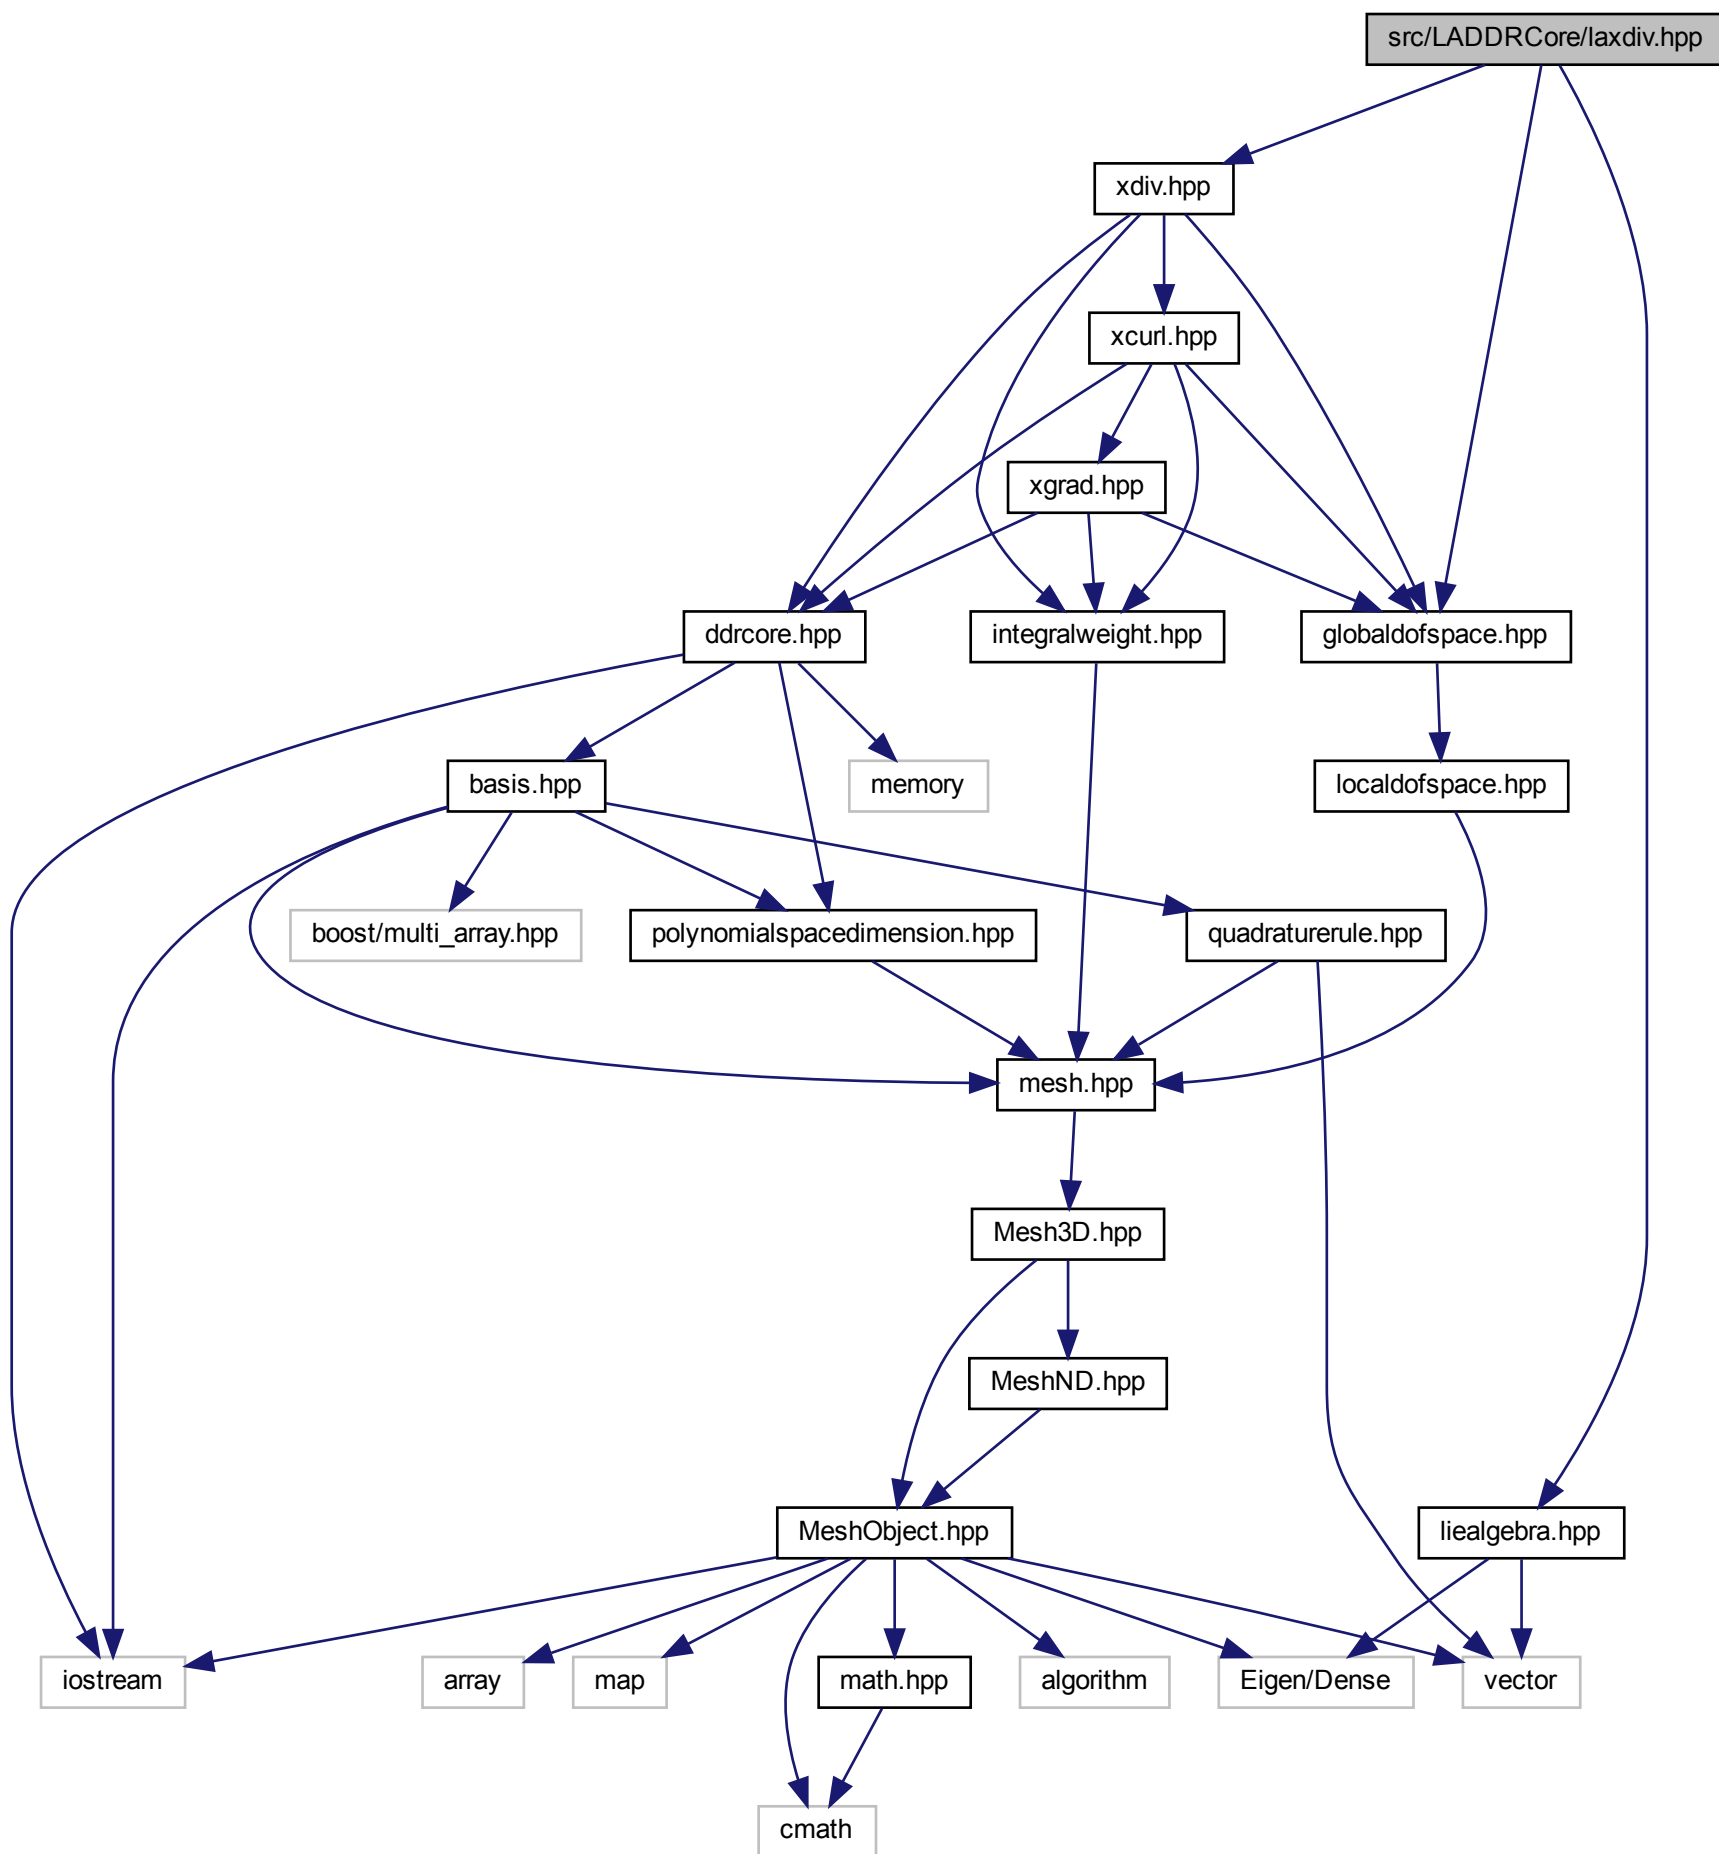 src/LADDRCore/laxdiv.hpp
xdiv.hpp
xcurl.hpp
xgrad.hpp
ddrcore.hpp
integralweight.hpp
globaldofspace.hpp
basis.hpp
memory
localdofspace.hpp
boost/multi_array.hpp
polynomialspacedimension.hpp
quadraturerule.hpp
mesh.hpp
Mesh3D.hpp
MeshND.hpp
MeshObject.hpp
liealgebra.hpp
iostream
array
map
math.hpp
algorithm
Eigen/Dense
vector
cmath